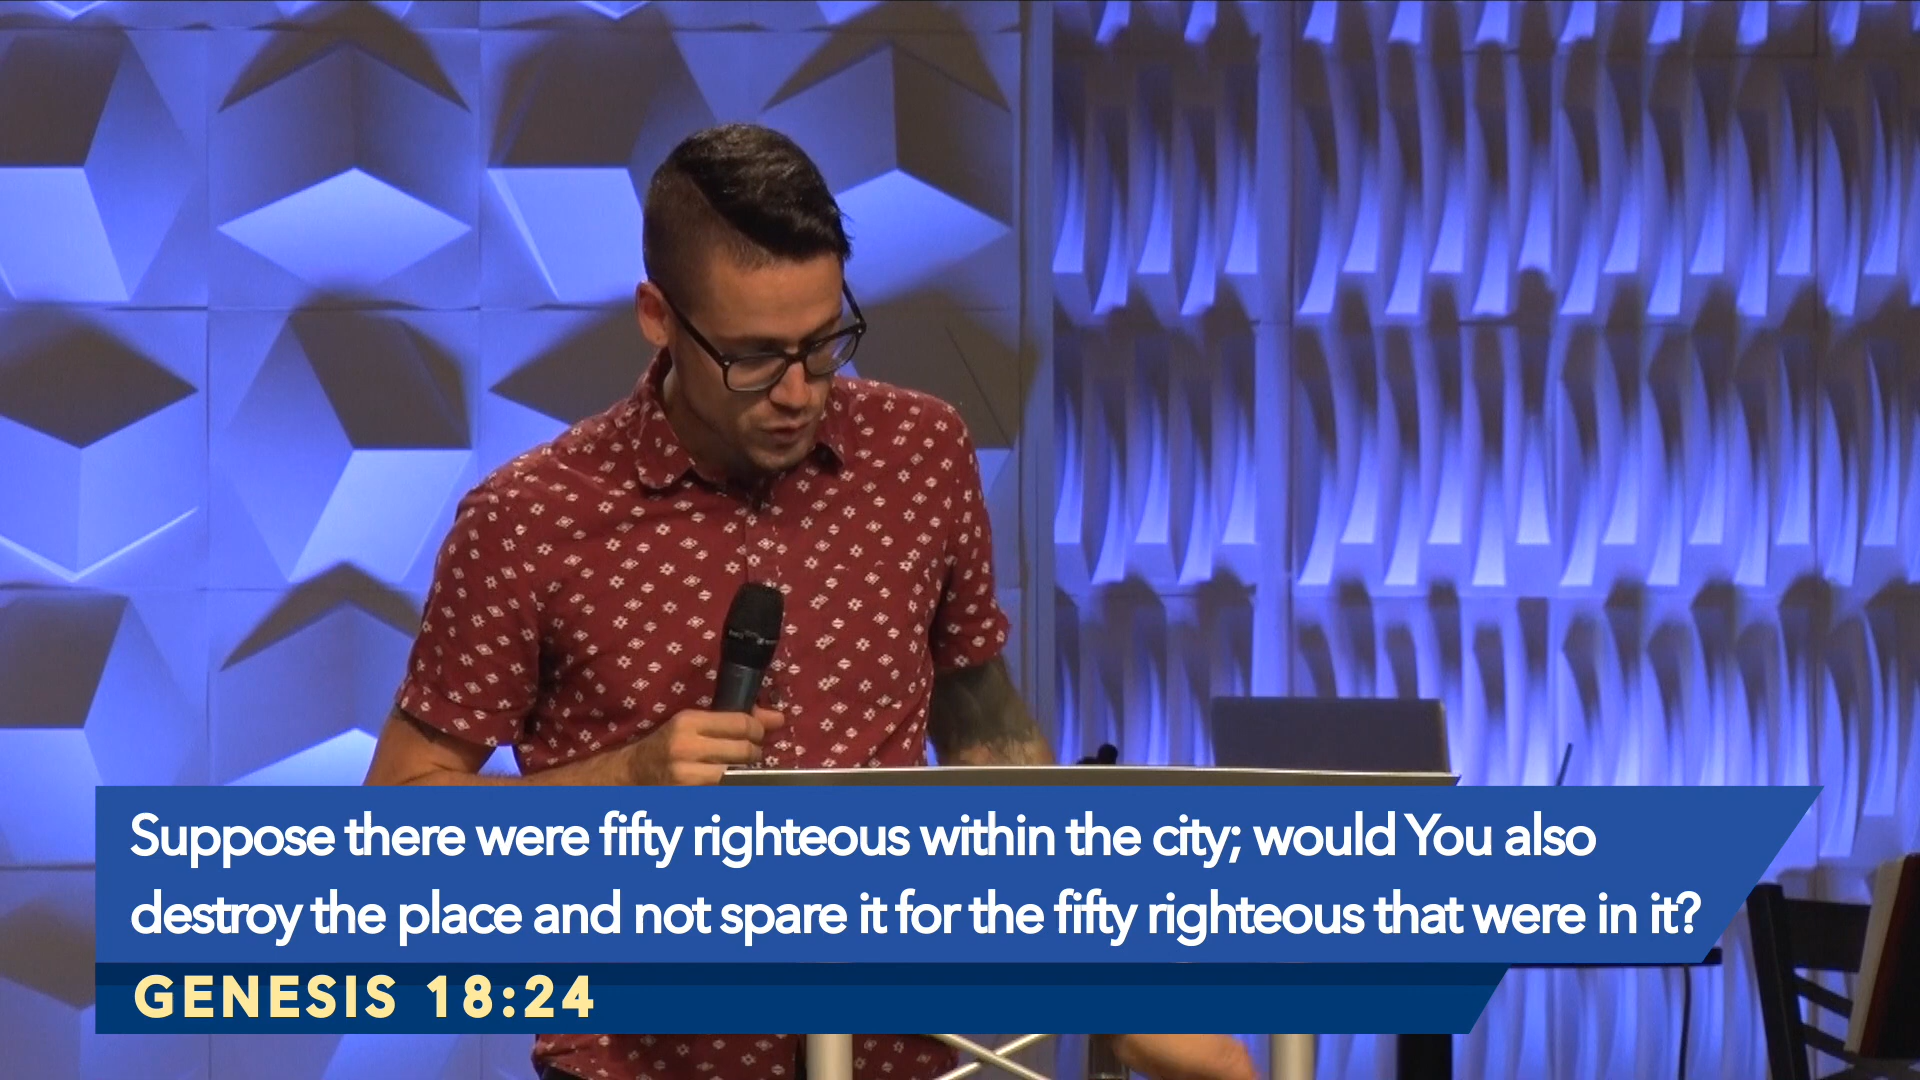 Suppose there were fifty righteous within the city; would You also
destroy the place and not spare it for the fifty righteous that were in it?
GENESIS 18:24